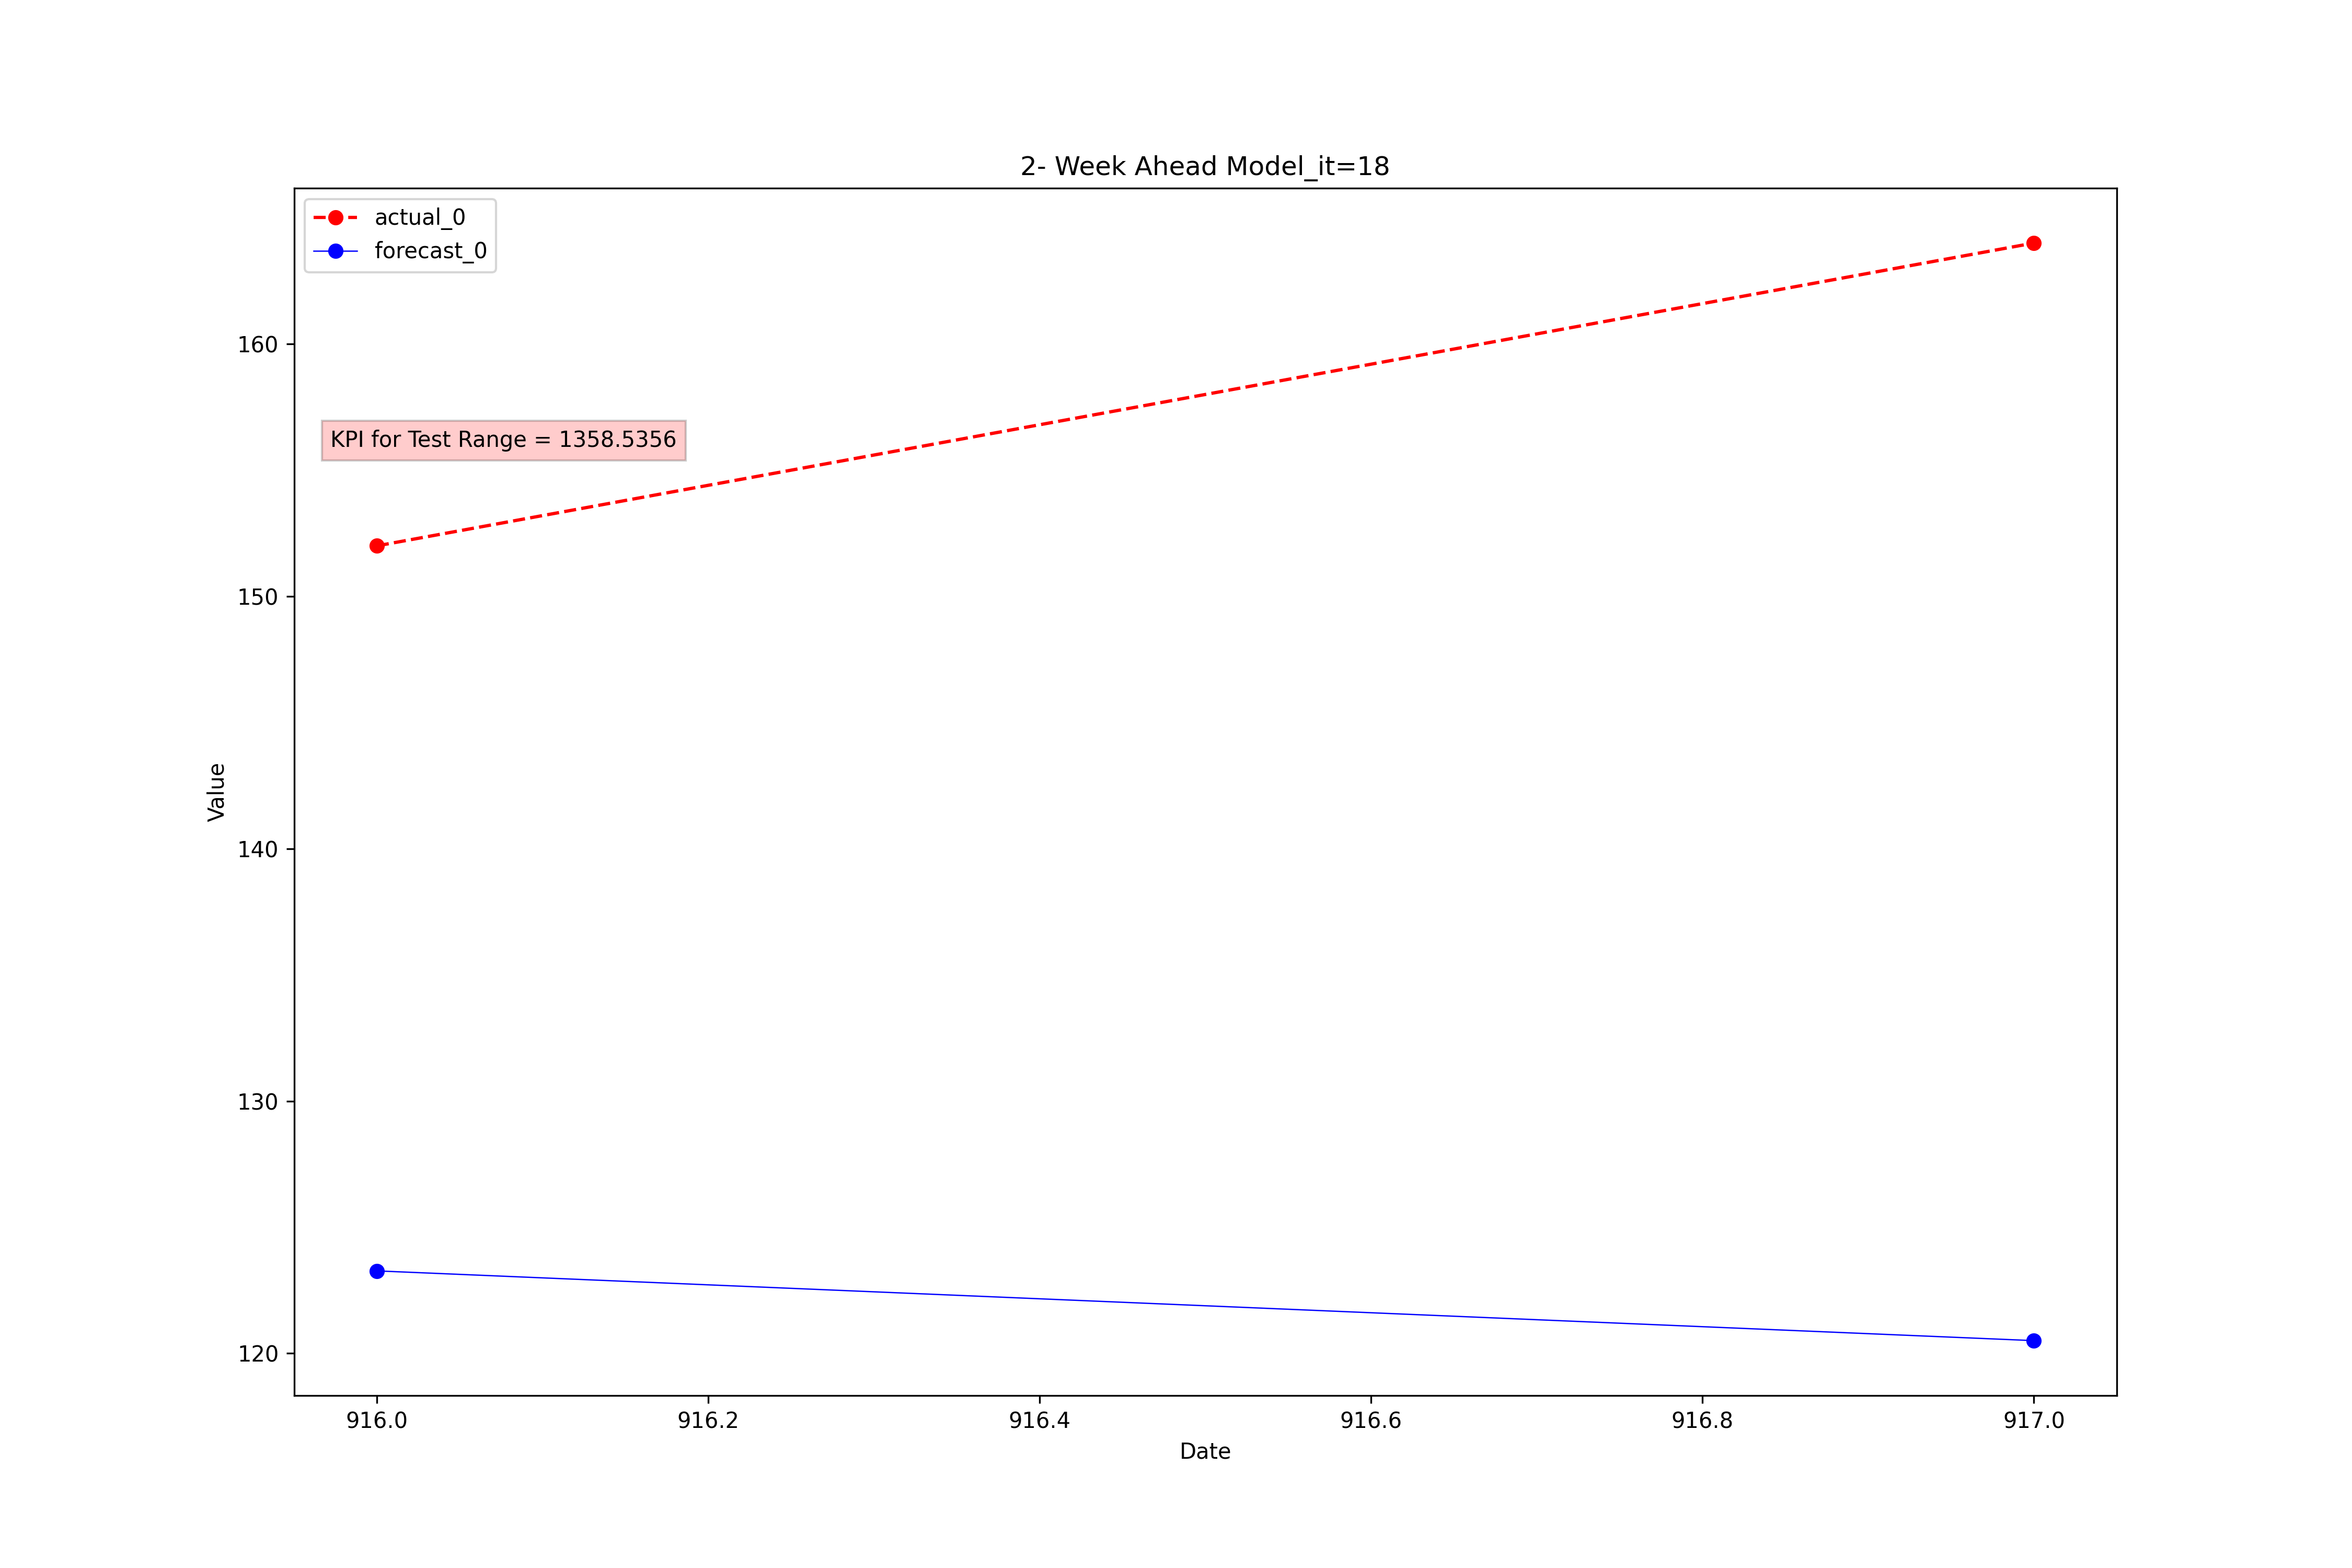 2- Week Ahead Model_it=18
actual_0
forecast_0
KPI for Test Range = 1358.5356
Value
160
150
140
130
120
916.0 916.2 916.4 916.6 916.8 917.0
Date